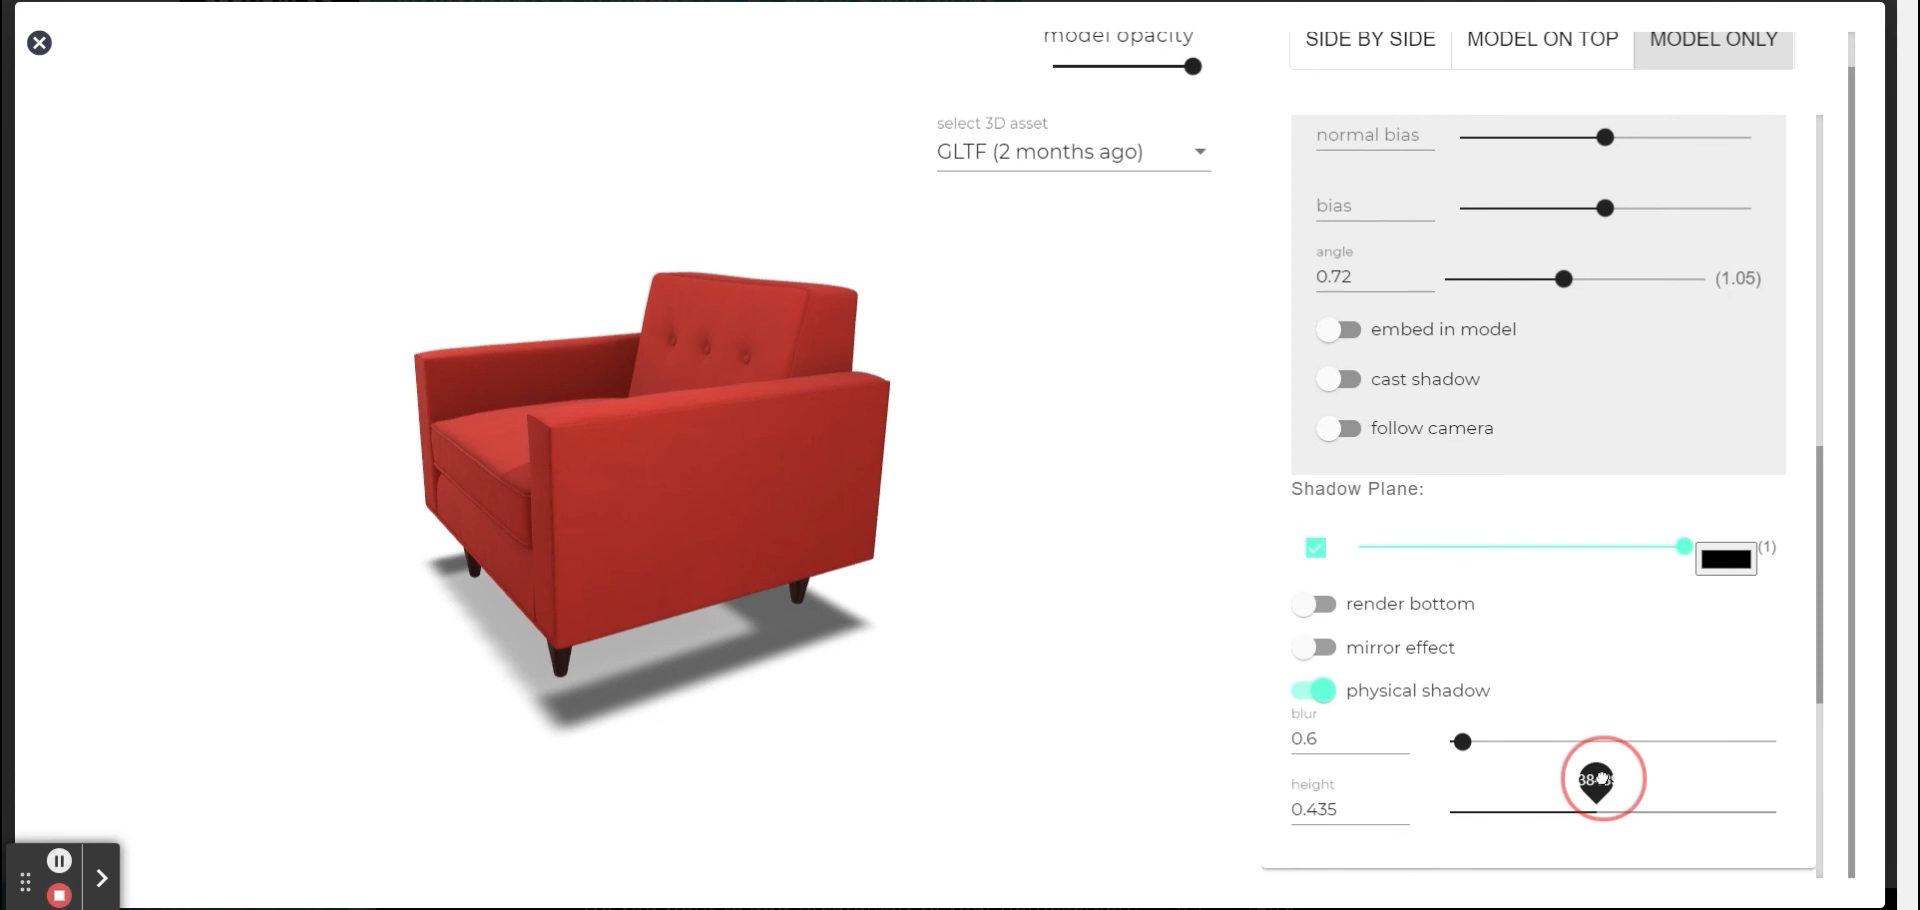 model opacity
SIDE BY SIDE
MODEL ON TOP
MODEL ONLY
select 3D asset
GLTF (2 months ago)
normal bias
bias
angle
0.72
(1.05)
embed in model
cast shadow
follow camera
Shadow Plane:
(1)
render bottom
mirror effect
physical shadow
blur
0.6
height
0.435